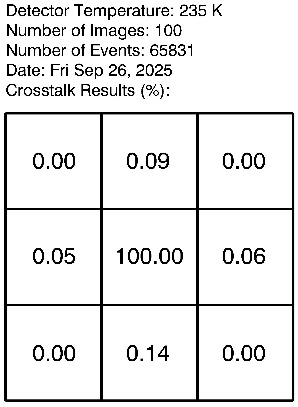 Detector Temperature: 235 K
Number of Images: 100
Number of Events: 65831
Date: Fri Sep 26, 2025
Crosstalk Results (%):
0.00 0.09 0.00
0.05 100.00 0.06
0.00 0.14 0.00